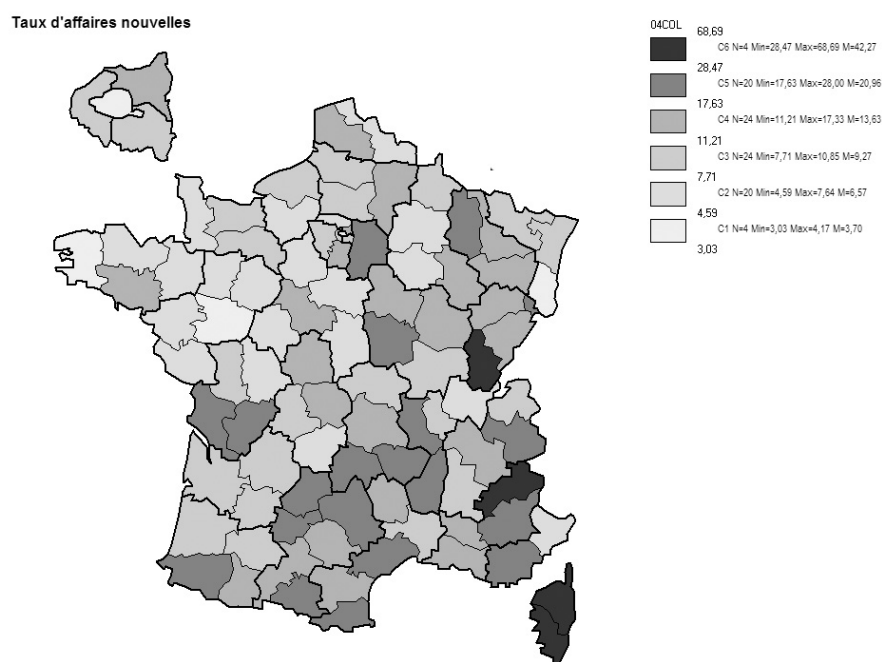 Taux d'affaires nouvelles
04COL
68,69
C6 N=4 Min=28,47 Max=68,69 M=42,27
28,47
C5 N=20 Min=17,63 Max=28,00 M=20,96
17,63
C4 N=24 Min=11,21 Max=17,33 M=13,63
11,21
C3 N=24 Min=7,71 Max=10,85 M=9,27
7,71
C2 N=20 Min=4,59 Max=7,64 M=6,57
4,59
C1 N=4 Min=3,03 Max=4,17 M=3,70
3,03